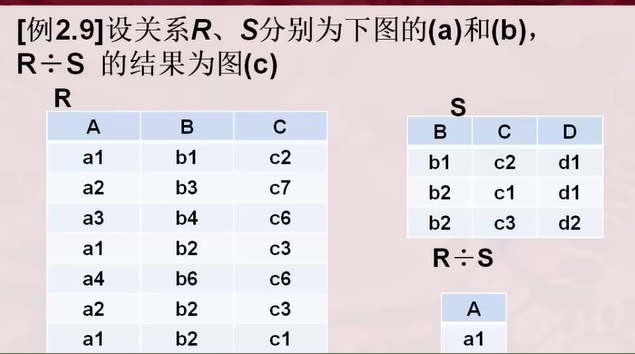 [例2.9]设关系R、S分别为下图的(a)和(b)，
R÷S 的结果为图(c)
R
A B C
a1 b1 c2
a2 b3 c7
a3 b4 c6
a1 b2 c3
a4 b6 c6
a2 b2 c3
a1 b2 c1
S
B C D
b1 c2 d1
b2 c1 d1
b2 c3 d2
R÷S
A
a1